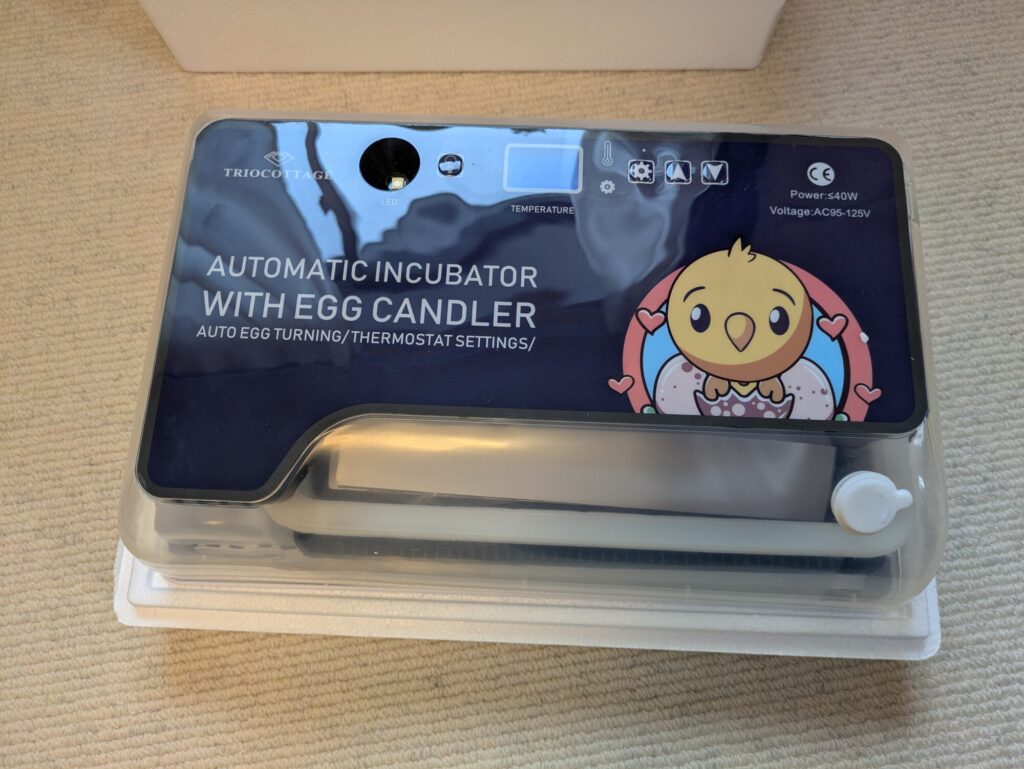 TRIOCOTTAGE
LED
TEMPERATURE
CE
Power:≤40W
Voltage:AC95-125V
AUTOMATIC INCUBATOR
WITH EGG CANDLER
AUTO EGG TURNING/THERMOSTAT SETTINGS/